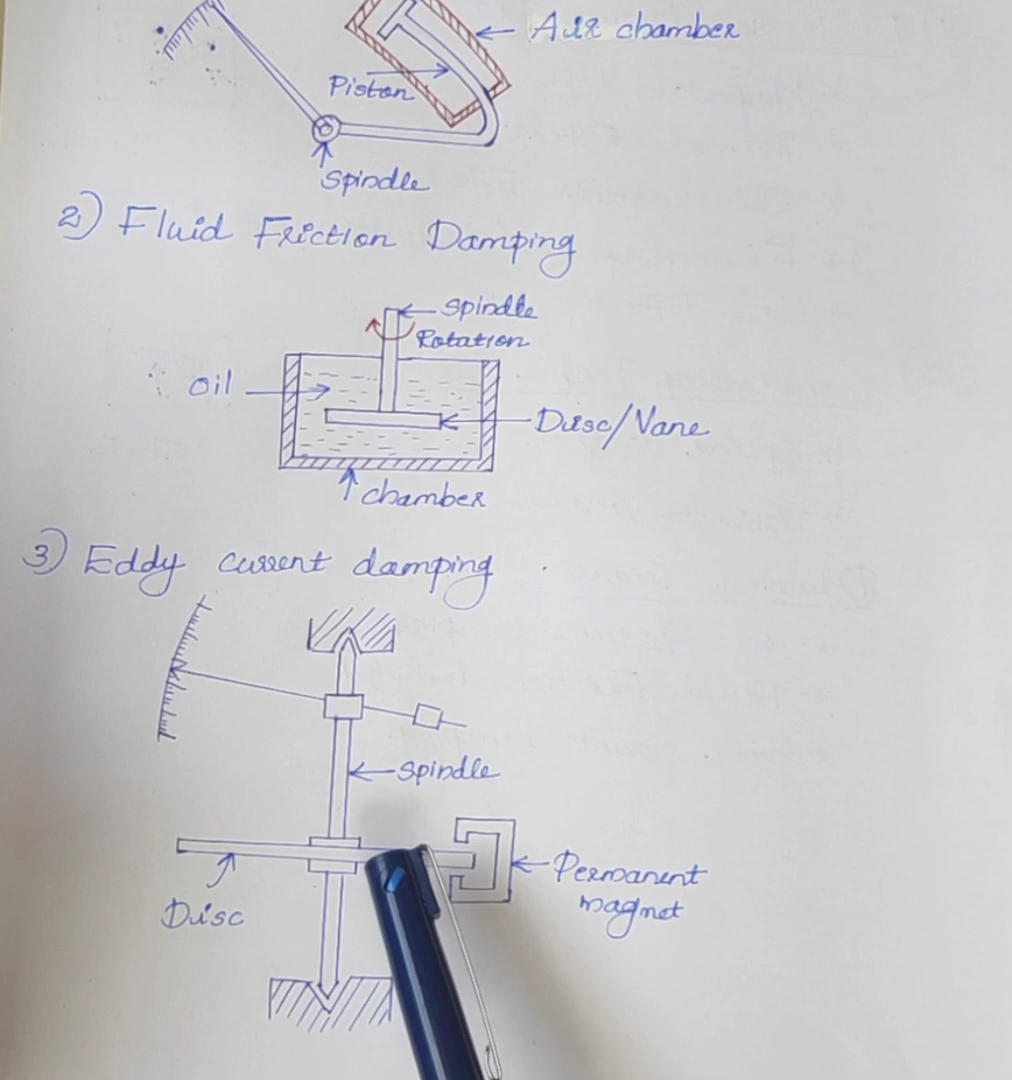 Air chamber
Piston
Spindle
2) Fluid Friction Damping
Spindle
Rotation
Oil
Disc/Vane
chamber
3) Eddy current damping
Spindle
Permanent
magnet
Disc